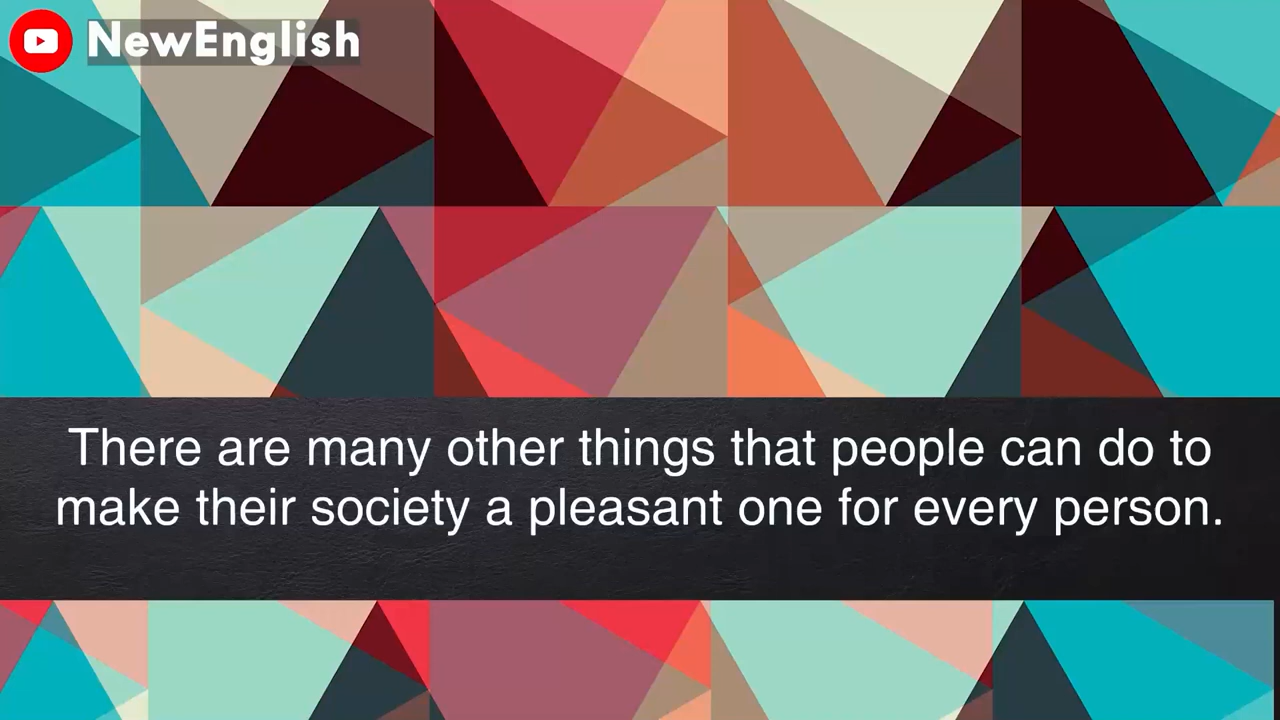 NewEnglish
There are many other things that people can do to
make their society a pleasant one for every person.